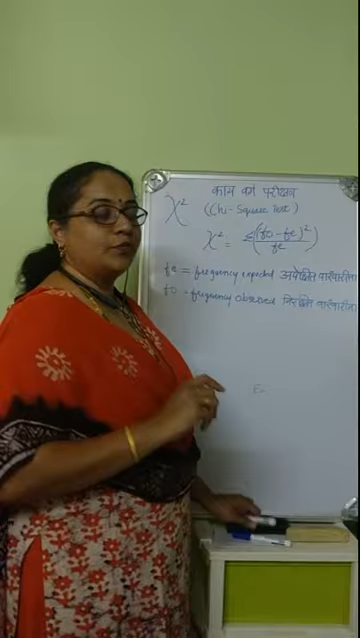 काय वर्ग परीक्षण
χ² (Chi-Square Test)
χ² = Σ((fo - fe)²/fe)
fe = frequency expected अपेक्षित वारंवारीता
fo = frequency observed निरीक्षित वारंवारीता